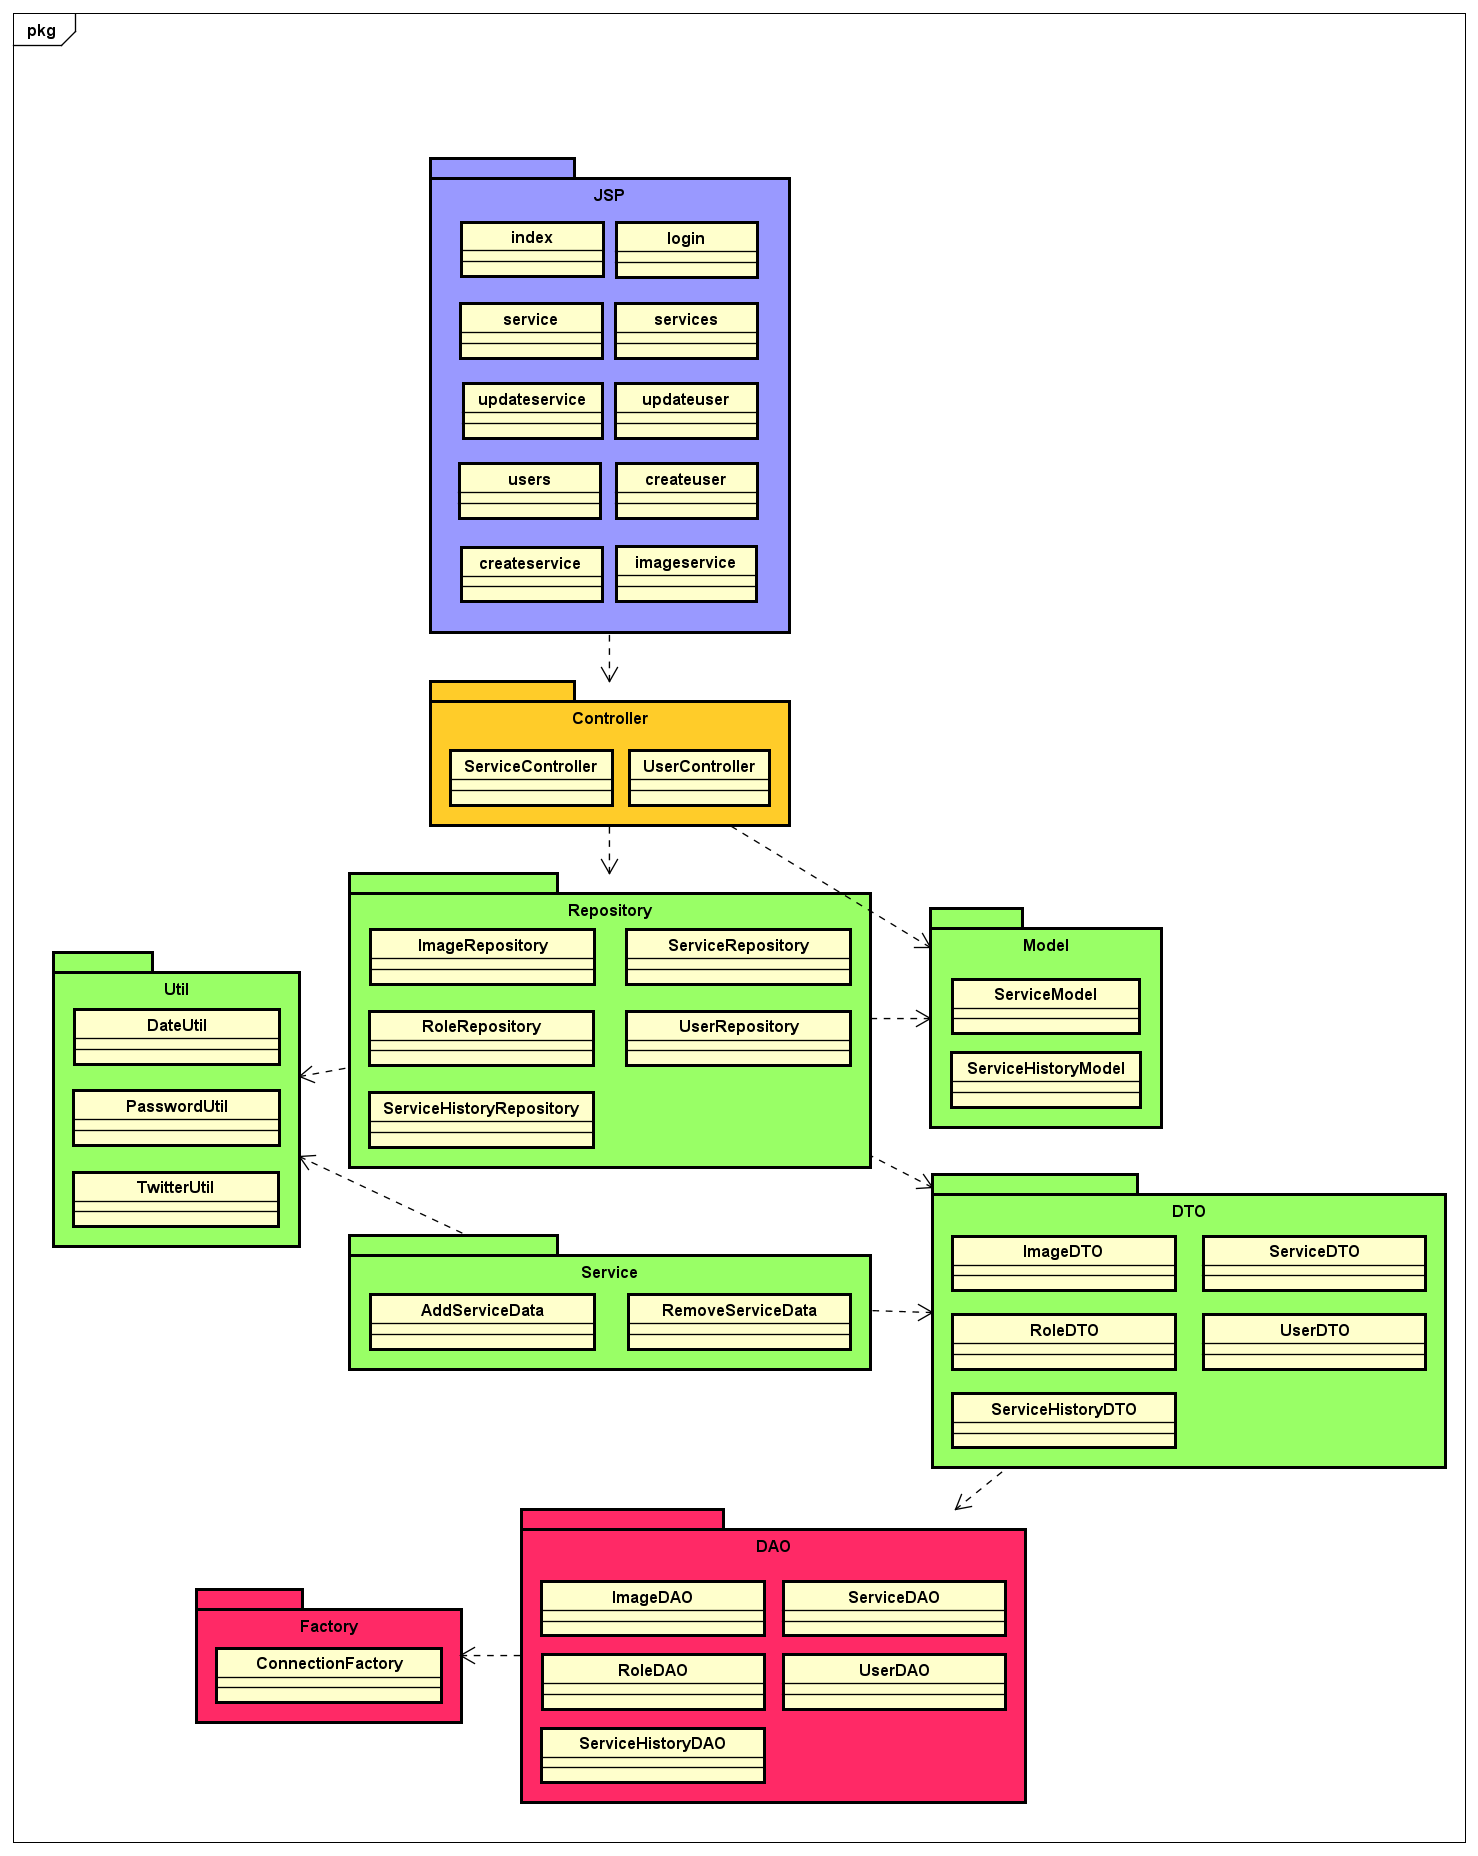 pkg
JSP
index
login
service
services
updateservice
updateuser
users
createuser
createservice
imageservice
Controller
ServiceController
UserController
Repository
ImageRepository
ServiceRepository
RoleRepository
UserRepository
ServiceHistoryRepository
Model
ServiceModel
ServiceHistoryModel
Util
DateUtil
PasswordUtil
TwitterUtil
Service
AddServiceData
RemoveServiceData
DTO
ImageDTO
ServiceDTO
RoleDTO
UserDTO
ServiceHistoryDTO
DAO
ImageDAO
ServiceDAO
RoleDAO
UserDAO
ServiceHistoryDAO
Factory
ConnectionFactory